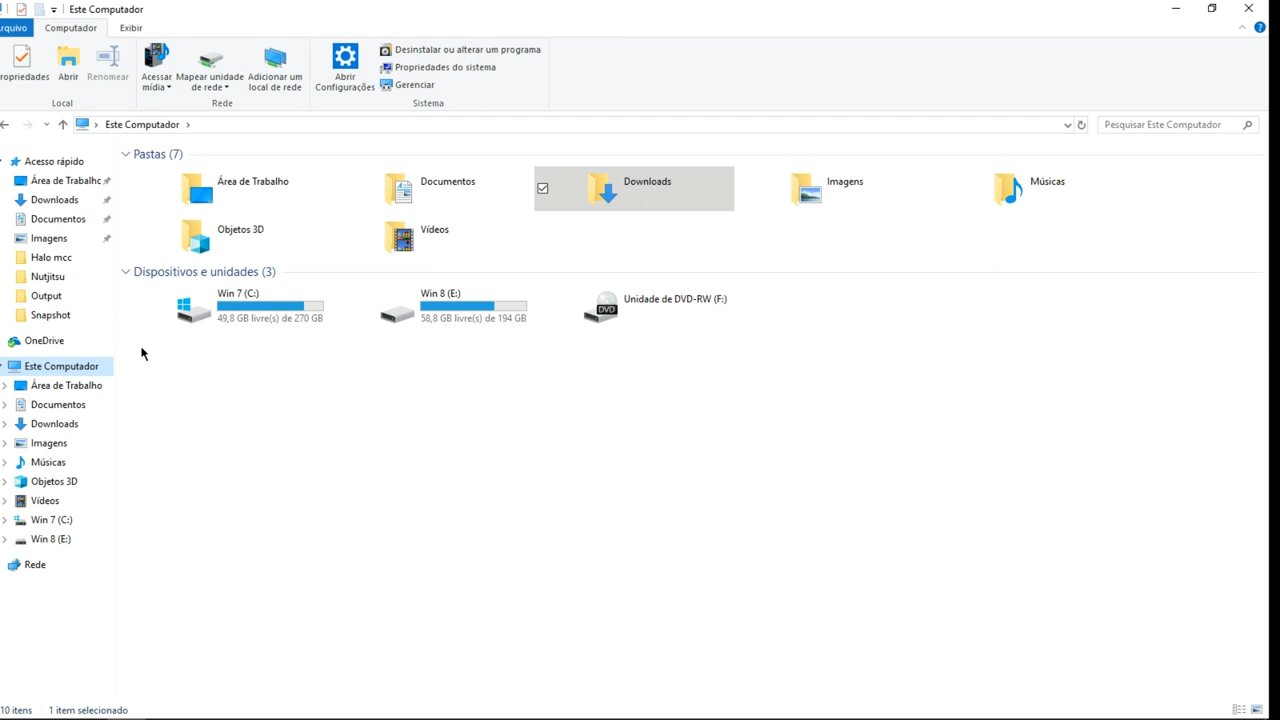 Este Computador
Arquivo
Computador
Exibir
Propriedades
Abrir
Renomear
Acessar mídia
Mapear unidade de rede
Adicionar um local de rede
Abrir Configurações
Desinstalar ou alterar um programa
Propriedades do sistema
Gerenciar
Local
Rede
Sistema
Este Computador
Pesquisar Este Computador
Acesso rápido
Área de Trabalho
Downloads
Documentos
Imagens
Halo mcc
Nutjitsu
Output
Snapshot
OneDrive
Este Computador
Área de Trabalho
Documentos
Downloads
Imagens
Músicas
Objetos 3D
Vídeos
Win 7 (C:)
Win 8 (E:)
Rede
Pastas (7)
Área de Trabalho
Documentos
Downloads
Imagens
Músicas
Objetos 3D
Vídeos
Dispositivos e unidades (3)
Win 7 (C:)
49,8 GB livre(s) de 270 GB
Win 8 (E:)
58,8 GB livre(s) de 194 GB
DVD
Unidade de DVD-RW (F:)
10 itens
1 item selecionado